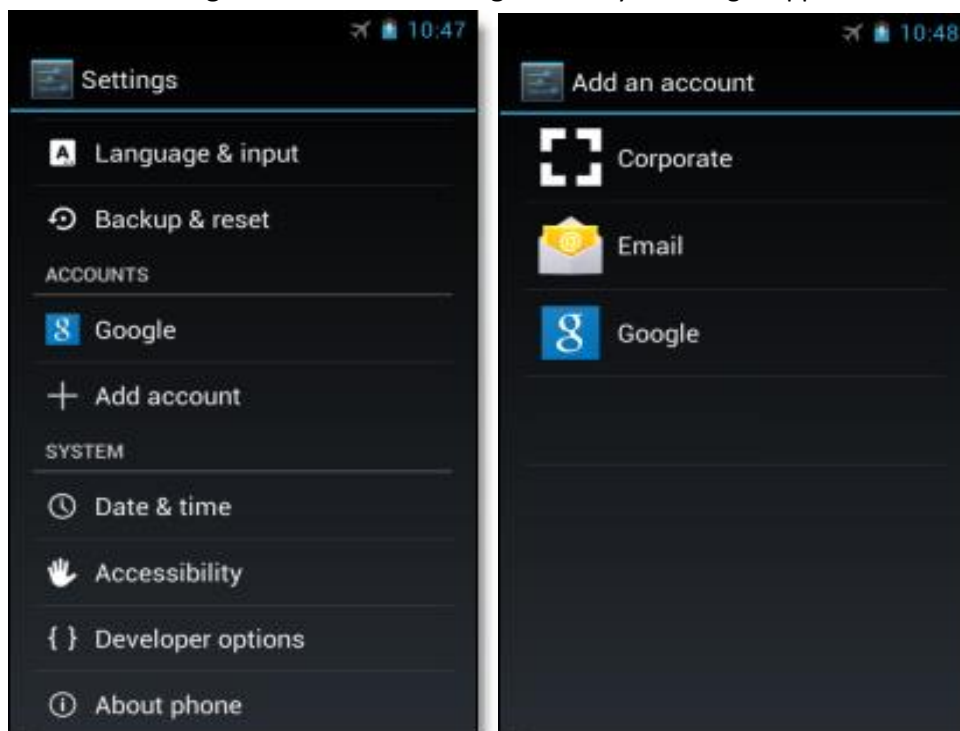 10:47
Settings
Language & input
Backup & reset
ACCOUNTS
Google
Add account
SYSTEM
Date & time
Accessibility
{ } Developer options
About phone
10:48
Add an account
Corporate
Email
Google